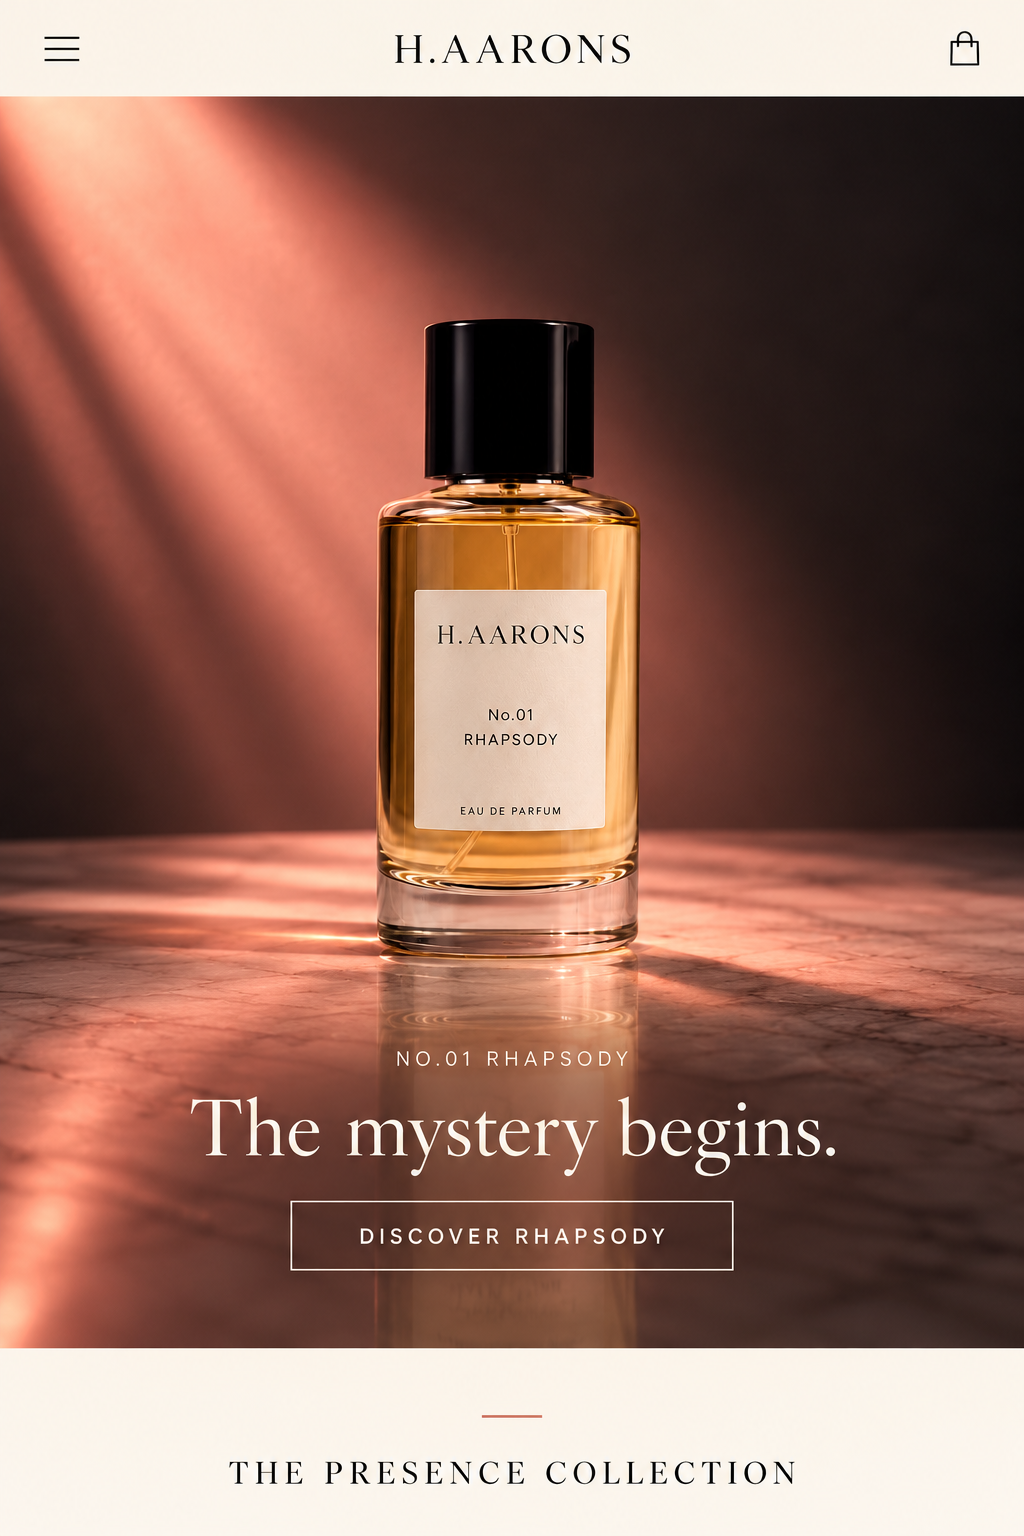 H.AARONS
H.AARONS
No.01
RHAPSODY
EAU DE PARFUM
NO.01 RHAPSODY
The mystery begins.
DISCOVER RHAPSODY
THE PRESENCE COLLECTION